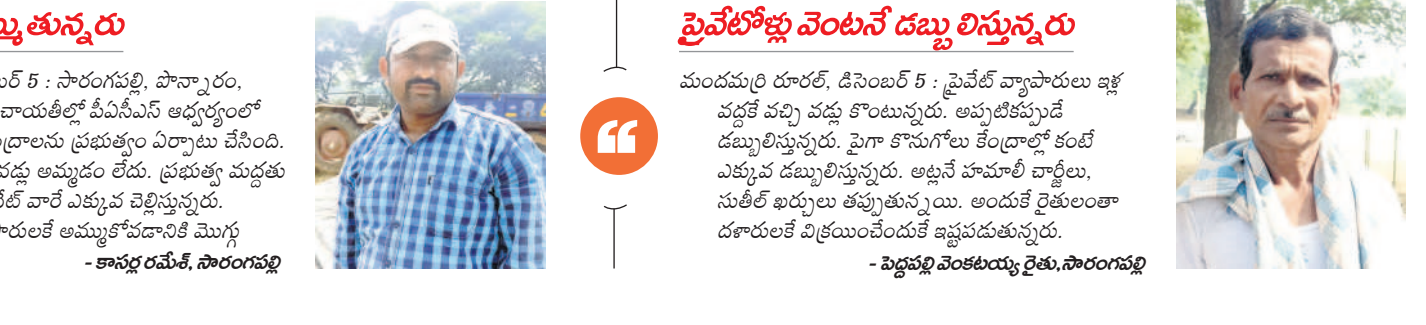 మ్ముతున్నరు
బర్ 5 : సారంగపల్లి, పొన్నారం,
చాయతీల్లో పీఏసీఎస్ ఆధ్వర్యంలో
ంద్రాలను ప్రభుత్వం ఏర్పాటు చేసింది.
వడ్లు అమ్మడం లేదు. ప్రభుత్వ మద్దతు
వేట్ వారే ఎక్కువ చెల్లిస్తున్నరు.
పారులకే అమ్ముకోవడానికి మొగ్గు
- కాసర్ల రమేశ్, సారంగపల్లి
ప్రైవేటోళ్లు వెంటనే డబ్బు లిస్తున్నరు
మందమర్రి రూరల్, డిసెంబర్ 5 : ప్రైవేట్ వ్యాపారులు ఇళ్ల
వద్దకే వచ్చి వడ్లు కొంటున్నరు. అప్పటికప్పుడే
డబ్బులిస్తున్నరు. పైగా కొనుగోలు కేంద్రాల్లో కంటే
ఎక్కువ డబ్బులిస్తున్నరు. అట్లనే హమాలీ చార్జీలు,
సుతీల్ ఖర్చులు తప్పుతున్నయి. అందుకే రైతులంతా
దళారులకే విక్రయించేందుకే ఇష్టపడుతున్నరు.
- పెద్దపల్లి వెంకటయ్య రైతు,సారంగపల్లి